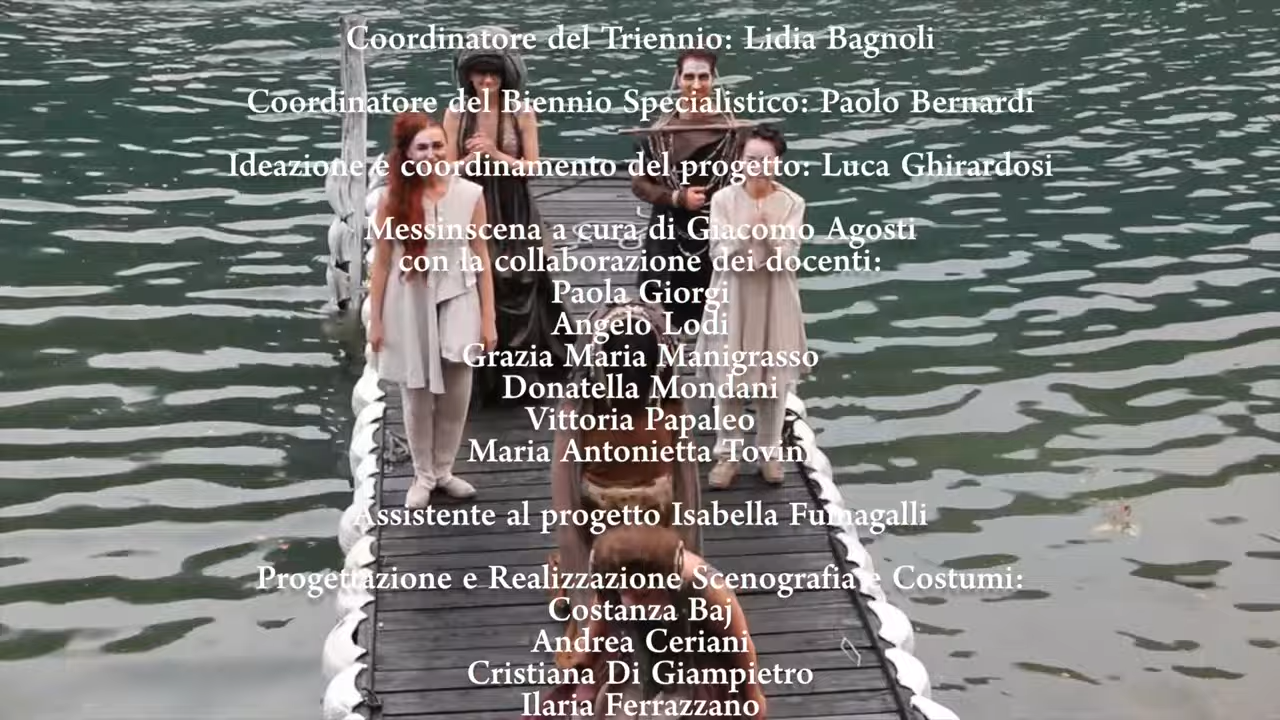 Coordinatore del Triennio: Lidia Bagnoli
Coordinatore del Biennio Specialistico: Paolo Bernardi
Ideazione e coordinamento del progetto: Luca Ghirardosi
Messinscena a cura di Giacomo Agosti
con la collaborazione dei docenti:
Paola Giorgi
Angelo Lodi
Grazia Maria Manigrasso
Donatella Mondani
Vittoria Papaleo
Maria Antonietta Tovini
Assistente al progetto Isabella Fumagalli
Progettazione e Realizzazione Scenografia e Costumi:
Costanza Baj
Andrea Ceriani
Cristiana Di Giampietro
Ilaria Ferrazzano